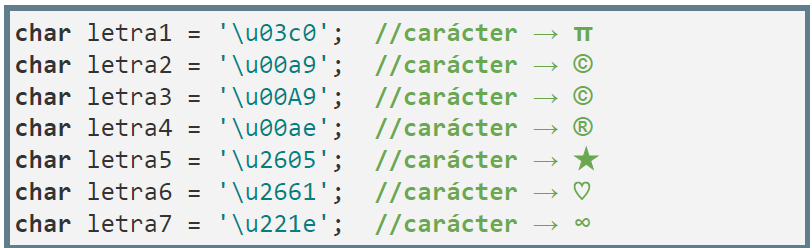 char letra1 = '\u03c0';  //carácter → π
char letra2 = '\u00a9';  //carácter → ©
char letra3 = '\u00A9';  //carácter → ©
char letra4 = '\u00ae';  //carácter → ®
char letra5 = '\u2605';  //carácter → ★
char letra6 = '\u2661';  //carácter → ♡
char letra7 = '\u221e';  //carácter → ∞